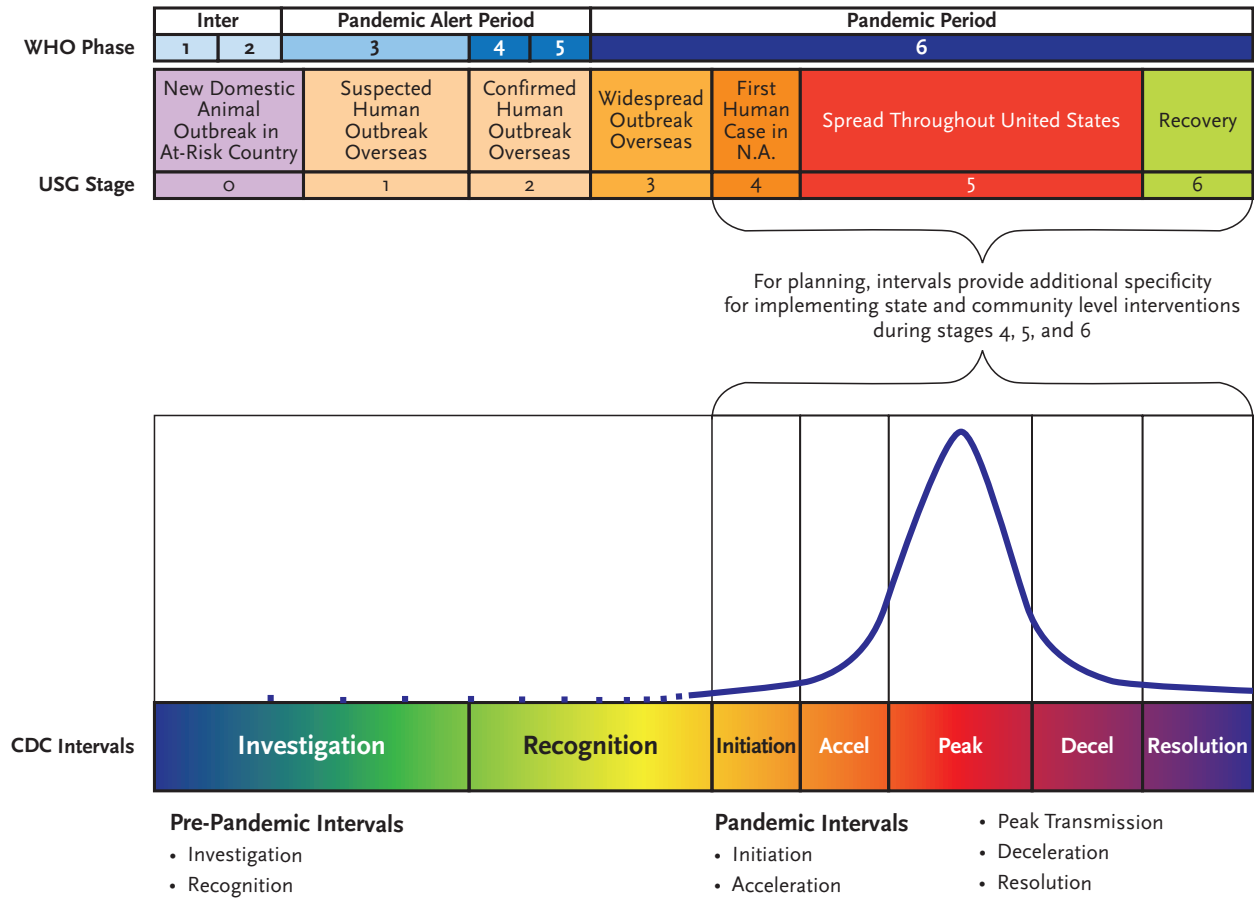 Inter Pandemic Alert Period Pandemic Period
WHO Phase 1 2 3 4 5 6
New Domestic
Animal
Outbreak in
At-Risk Country
Suspected
Human
Outbreak
Overseas
Confirmed
Human
Outbreak
Overseas
Widespread
Outbreak
Overseas
First
Human
Case in
N.A.
Spread Throughout United States
Recovery
USG Stage 0 1 2 3 4 5 6
For planning, intervals provide additional specificity
for implementing state and community level interventions
during stages 4, 5, and 6
CDC Intervals Investigation Recognition Initiation Accel Peak Decel Resolution
Pre-Pandemic Intervals
• Investigation
• Recognition
Pandemic Intervals
• Initiation
• Acceleration
• Peak Transmission
• Deceleration
• Resolution